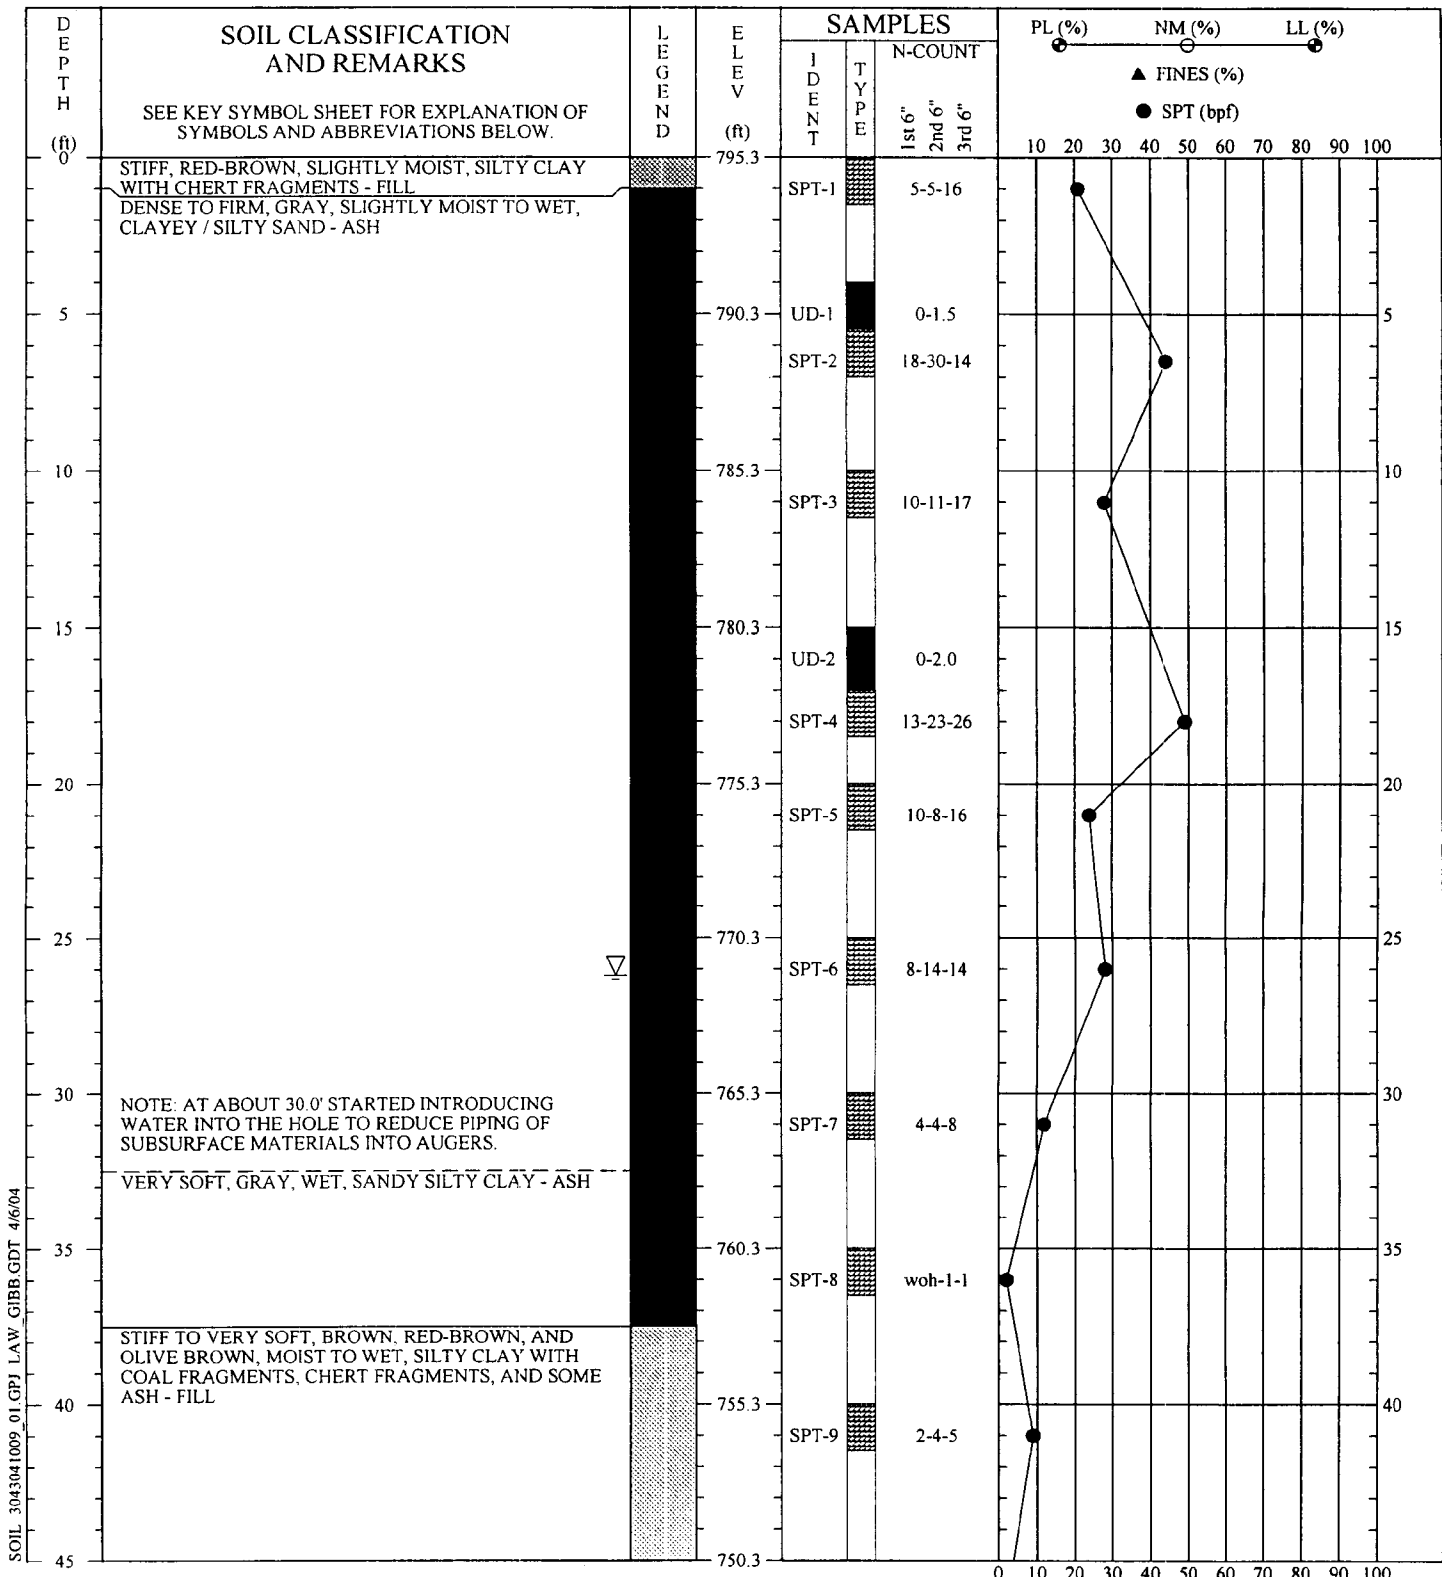 DEPTH (ft)
SOIL CLASSIFICATION
AND REMARKS
SEE KEY SYMBOL SHEET FOR EXPLANATION OF
SYMBOLS AND ABBREVIATIONS BELOW.
LEGEND
ELEV (ft)
SAMPLES
IDENT
TYPE
N-COUNT
1st 6"
2nd 6"
3rd 6"
PL (%) NM (%) LL (%)
▲ FINES (%)
● SPT (bpf)
10 20 30 40 50 60 70 80 90 100
0 795.3
STIFF, RED-BROWN, SLIGHTLY MOIST, SILTY CLAY
WITH CHERT FRAGMENTS - FILL
SPT-1 5-5-16
DENSE TO FIRM, GRAY, SLIGHTLY MOIST TO WET,
CLAYEY / SILTY SAND - ASH
5 790.3 UD-1 0-1.5 5
SPT-2 18-30-14
10 785.3 10
SPT-3 10-11-17
15 780.3 15
UD-2 0-2.0
SPT-4 13-23-26
20 775.3 20
SPT-5 10-8-16
25 770.3 25
SPT-6 8-14-14
30 765.3 30
NOTE: AT ABOUT 30.0' STARTED INTRODUCING
WATER INTO THE HOLE TO REDUCE PIPING OF
SUBSURFACE MATERIALS INTO AUGERS.
SPT-7 4-4-8
VERY SOFT, GRAY, WET, SANDY SILTY CLAY - ASH
35 760.3 35
SPT-8 woh-1-1
STIFF TO VERY SOFT, BROWN, RED-BROWN, AND
OLIVE BROWN, MOIST TO WET, SILTY CLAY WITH
COAL FRAGMENTS, CHERT FRAGMENTS, AND SOME
ASH - FILL
40 755.3 40
SPT-9 2-4-5
45 750.3
0 10 20 30 40 50 60 70 80 90 100
SOIL 3043041009_01.GPJ LAW_GIBB.GDT 4/6/04